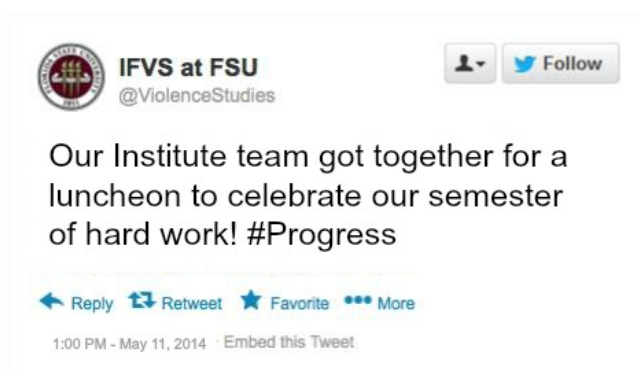 IFVS at FSU
Follow
@ViolenceStudies
Our Institute team got together for a
luncheon to celebrate our semester
of hard work! #Progress
Reply Retweet Favorite More
1:00 PM - May 11, 2014 · Embed this Tweet